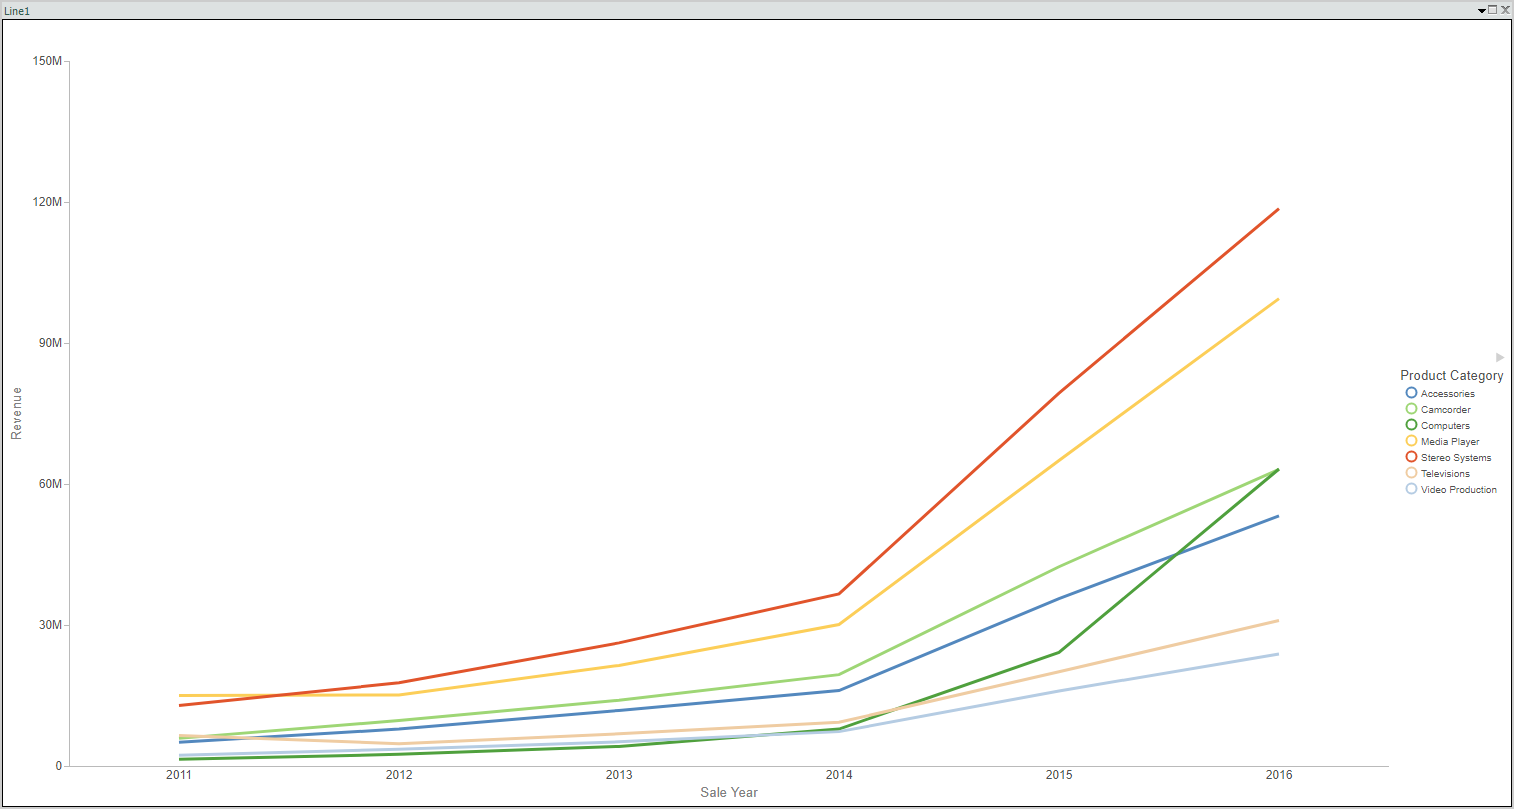 Line1
150M
120M
90M
60M
30M
0
Revenue
2011 2012 2013 2014 2015 2016
Sale Year
Product Category
Accessories
Camcorder
Computers
Media Player
Stereo Systems
Televisions
Video Production